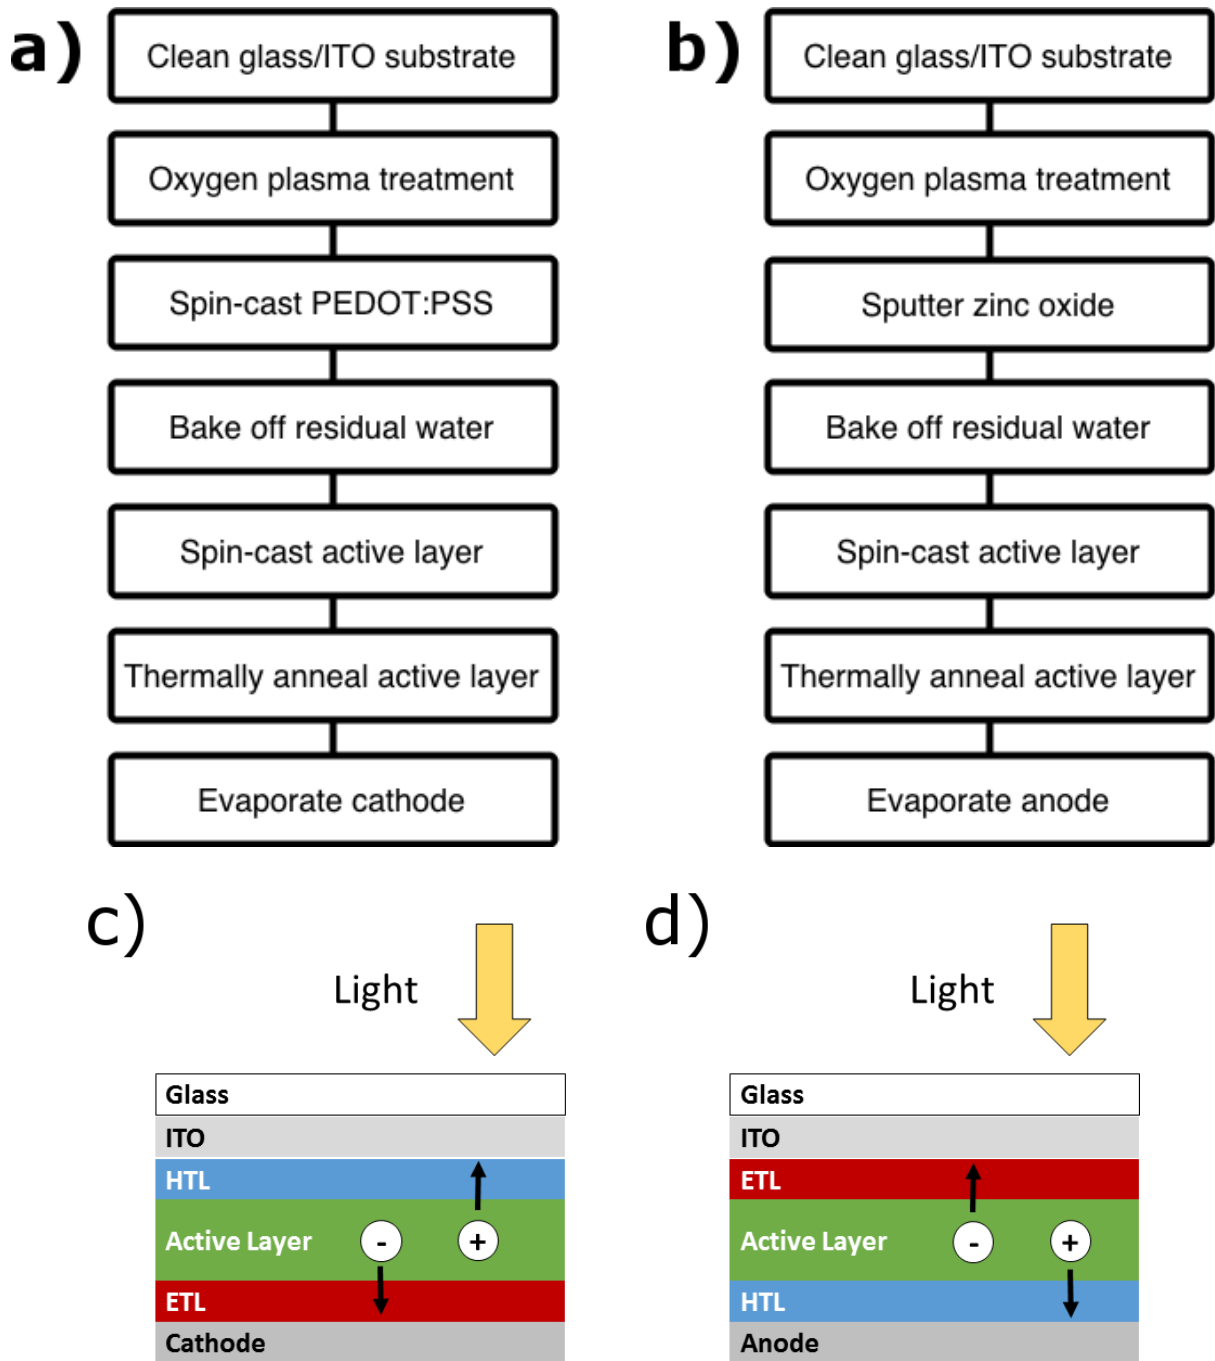 a)
Clean glass/ITO substrate
Oxygen plasma treatment
Spin-cast PEDOT:PSS
Bake off residual water
Spin-cast active layer
Thermally anneal active layer
Evaporate cathode
b)
Clean glass/ITO substrate
Oxygen plasma treatment
Sputter zinc oxide
Bake off residual water
Spin-cast active layer
Thermally anneal active layer
Evaporate anode
c)
Light
Glass
ITO
HTL
Active Layer - +
ETL
Cathode
d)
Light
Glass
ITO
ETL
Active Layer - +
HTL
Anode